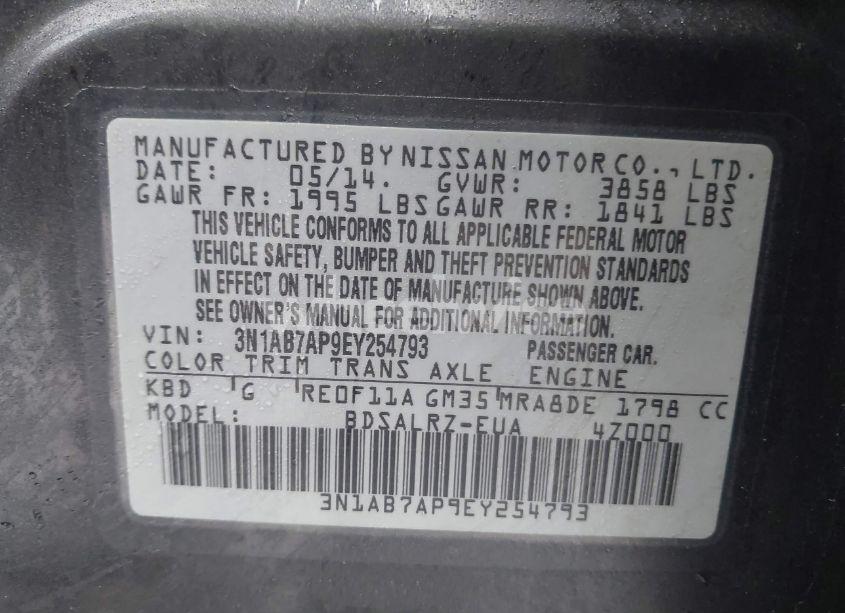 MANUFACTURED BY NISSAN MOTOR CO., LTD.
DATE: 05/14. GVWR: 3858 LBS
GAWR FR: 1995 LBS GAWR RR: 1841 LBS
THIS VEHICLE CONFORMS TO ALL APPLICABLE FEDERAL MOTOR
VEHICLE SAFETY, BUMPER AND THEFT PREVENTION STANDARDS
IN EFFECT ON THE DATE OF MANUFACTURE SHOWN ABOVE.
SEE OWNER'S MANUAL FOR ADDITIONAL INFORMATION.
VIN: 3N1AB7AP9EY254793 PASSENGER CAR.
COLOR TRIM TRANS AXLE ENGINE
KBD G RE0F11A GM35 MRA8DE 1798 CC
MODEL: BDSALRZ-EUA 4Z000
3N1AB7AP9EY254793